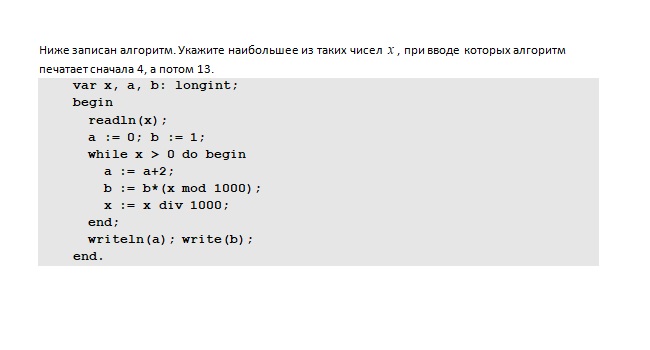 Ниже записан алгоритм. Укажите наибольшее из таких чисел x , при вводе которых алгоритм
печатает сначала 4, а потом 13.
var x, a, b: longint;
begin
readln(x);
a := 0; b := 1;
while x > 0 do begin
a := a+2;
b := b*(x mod 1000);
x := x div 1000;
end;
writeln(a); write(b);
end.